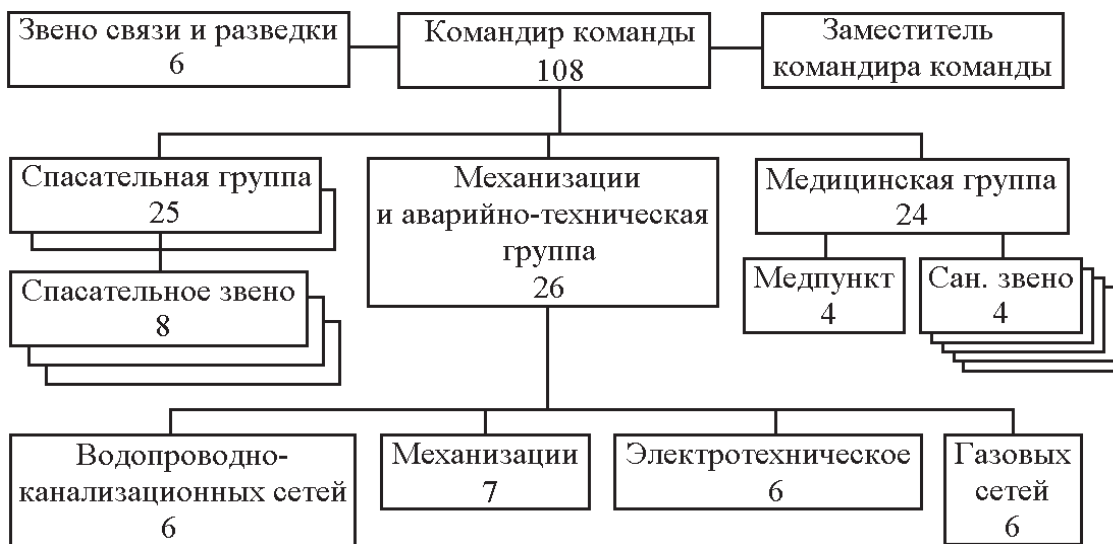 Звено связи и разведки
6
Командир команды
108
Заместитель
командира команды
Спасательная группа
25
Механизации
и аварийно-техническая
группа
26
Медицинская группа
24
Спасательное звено
8
Медпункт
4
Сан. звено
4
Водопроводно-
канализационных сетей
6
Механизации
7
Электротехническое
6
Газовых
сетей
6